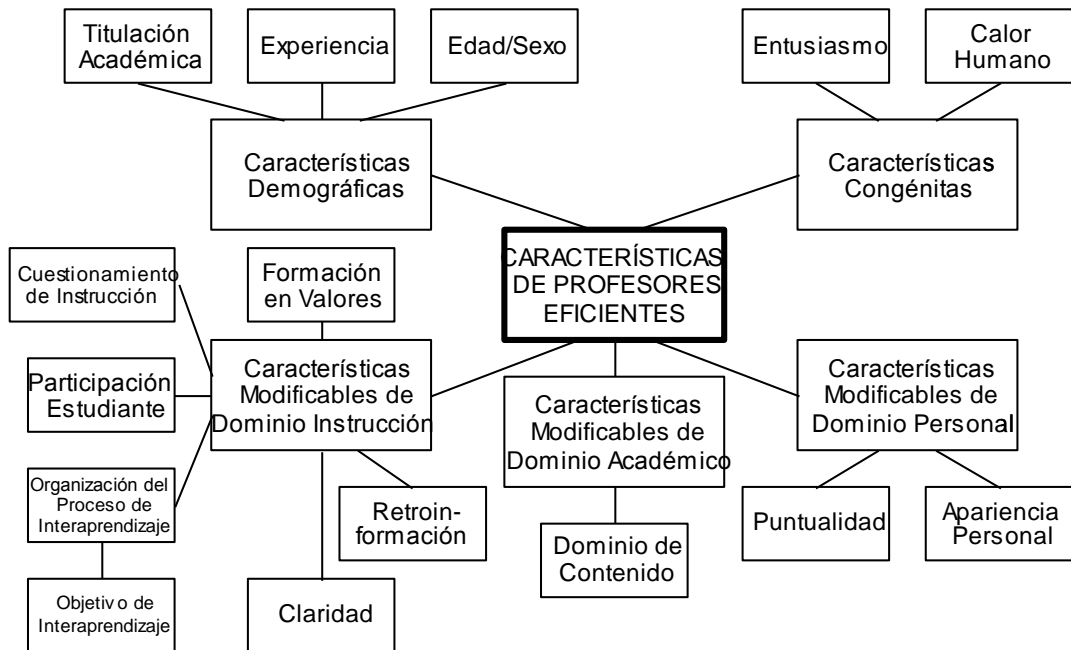 Titulación
Académica
Experiencia
Edad/Sexo
Entusiasmo
Calor
Humano
Características
Demográficas
Características
Congénitas
CARACTERÍSTICAS
DE PROFESORES
EFICIENTES
Cuestionamiento
de Instrucción
Formación
en Valores
Participación
Estudiante
Características
Modificables de
Dominio Instrucción
Características
Modificables de
Dominio Académico
Características
Modificables de
Dominio Personal
Organización del
Proceso de
Interaprendizaje
Retroin-
formación
Dominio de
Contenido
Puntualidad
Apariencia
Personal
Objetivo de
Interaprendizaje
Claridad